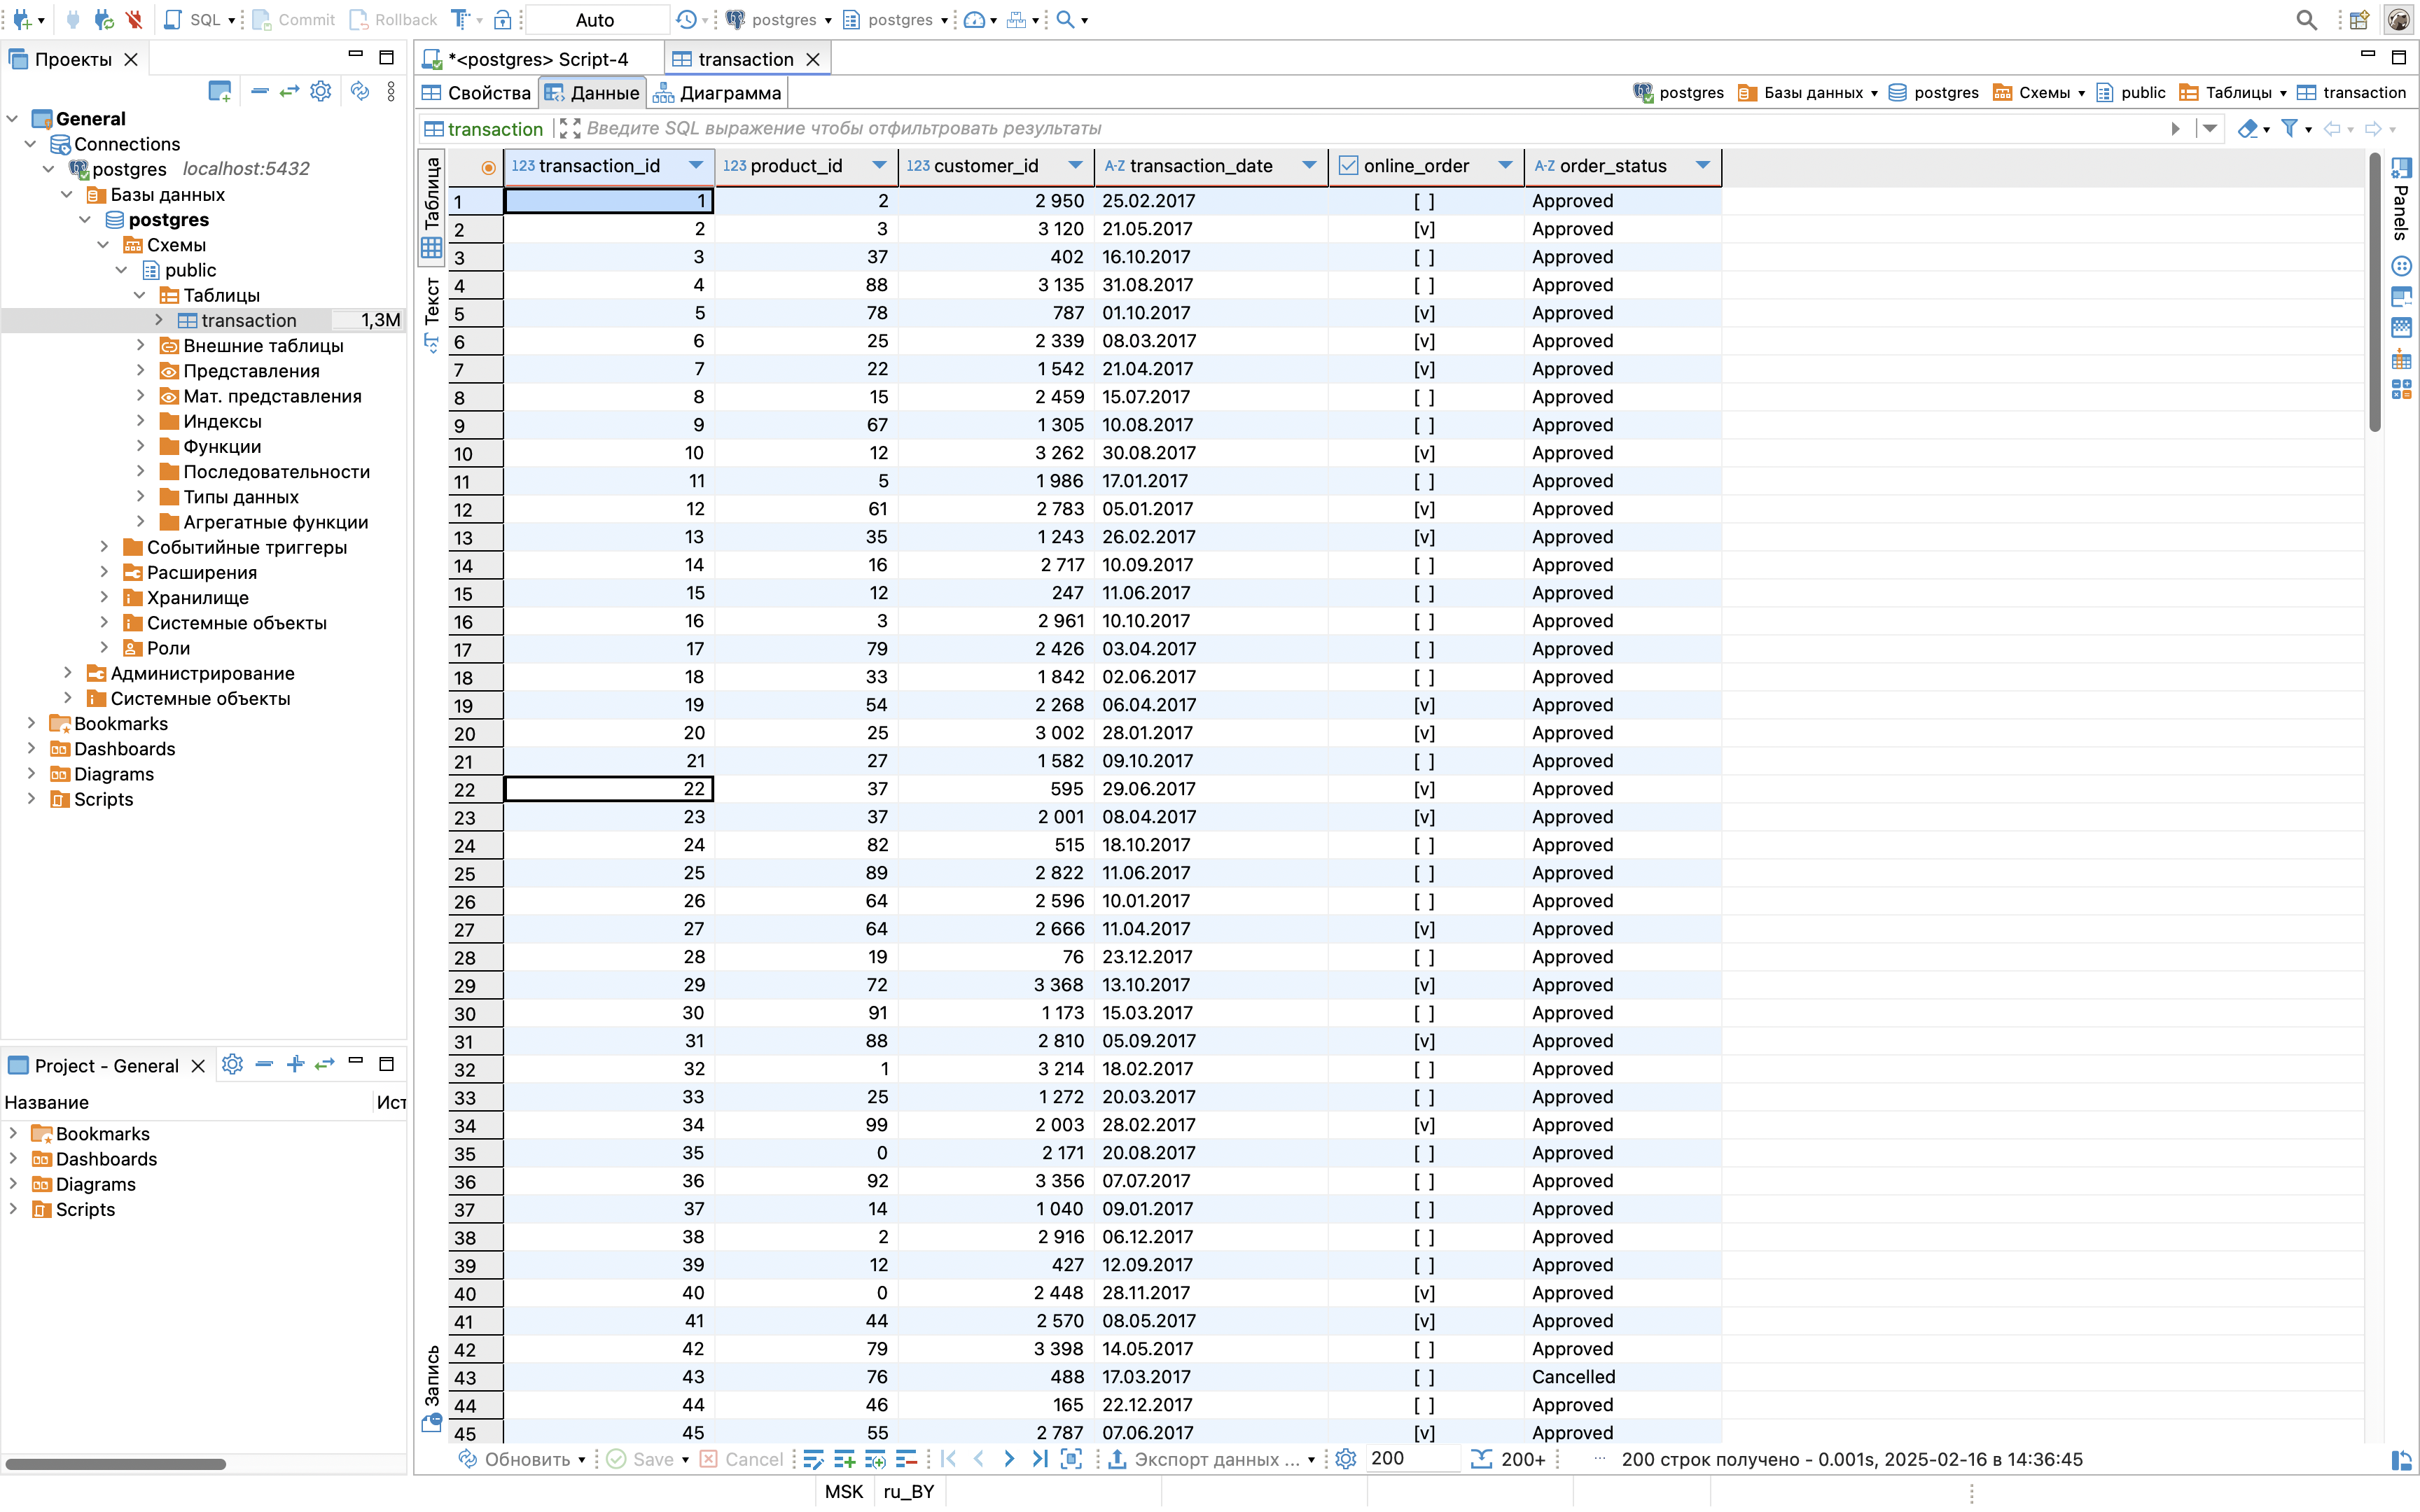 SQL Commit Rollback Auto postgres postgres
Проекты
*<postgres> Script-4 transaction
Свойства Данные Диаграмма postgres Базы данных postgres Схемы public Таблицы transaction
transaction Введите SQL выражение чтобы отфильтровать результаты
General
Connections
postgres localhost:5432
Базы данных
postgres
Схемы
public
Таблицы
transaction 1,3M
Внешние таблицы
Представления
Мат. представления
Индексы
Функции
Последовательности
Типы данных
Агрегатные функции
Событийные триггеры
Расширения
Хранилище
Системные объекты
Роли
Администрирование
Системные объекты
Bookmarks
Dashboards
Diagrams
Scripts
Project - General
Название Ист
Bookmarks
Dashboards
Diagrams
Scripts
Таблица
Текст
Запись
123 transaction_id 123 product_id 123 customer_id A-Z transaction_date online_order A-Z order_status
1 1 2 2 950 25.02.2017 [ ] Approved
2 2 3 3 120 21.05.2017 [v] Approved
3 3 37 402 16.10.2017 [ ] Approved
4 4 88 3 135 31.08.2017 [ ] Approved
5 5 78 787 01.10.2017 [v] Approved
6 6 25 2 339 08.03.2017 [v] Approved
7 7 22 1 542 21.04.2017 [v] Approved
8 8 15 2 459 15.07.2017 [ ] Approved
9 9 67 1 305 10.08.2017 [ ] Approved
10 10 12 3 262 30.08.2017 [v] Approved
11 11 5 1 986 17.01.2017 [ ] Approved
12 12 61 2 783 05.01.2017 [v] Approved
13 13 35 1 243 26.02.2017 [v] Approved
14 14 16 2 717 10.09.2017 [ ] Approved
15 15 12 247 11.06.2017 [ ] Approved
16 16 3 2 961 10.10.2017 [ ] Approved
17 17 79 2 426 03.04.2017 [ ] Approved
18 18 33 1 842 02.06.2017 [ ] Approved
19 19 54 2 268 06.04.2017 [v] Approved
20 20 25 3 002 28.01.2017 [v] Approved
21 21 27 1 582 09.10.2017 [ ] Approved
22 22 37 595 29.06.2017 [v] Approved
23 23 37 2 001 08.04.2017 [v] Approved
24 24 82 515 18.10.2017 [ ] Approved
25 25 89 2 822 11.06.2017 [ ] Approved
26 26 64 2 596 10.01.2017 [ ] Approved
27 27 64 2 666 11.04.2017 [v] Approved
28 28 19 76 23.12.2017 [ ] Approved
29 29 72 3 368 13.10.2017 [v] Approved
30 30 91 1 173 15.03.2017 [ ] Approved
31 31 88 2 810 05.09.2017 [v] Approved
32 32 1 3 214 18.02.2017 [ ] Approved
33 33 25 1 272 20.03.2017 [ ] Approved
34 34 99 2 003 28.02.2017 [v] Approved
35 35 0 2 171 20.08.2017 [ ] Approved
36 36 92 3 356 07.07.2017 [ ] Approved
37 37 14 1 040 09.01.2017 [ ] Approved
38 38 2 2 916 06.12.2017 [ ] Approved
39 39 12 427 12.09.2017 [ ] Approved
40 40 0 2 448 28.11.2017 [v] Approved
41 41 44 2 570 08.05.2017 [v] Approved
42 42 79 3 398 14.05.2017 [ ] Approved
43 43 76 488 17.03.2017 [ ] Cancelled
44 44 46 165 22.12.2017 [ ] Approved
45 45 55 2 787 07.06.2017 [v] Approved
Panels
Обновить Save Cancel Экспорт данных ... 200 200+ ... 200 строк получено - 0.001s, 2025-02-16 в 14:36:45
MSK ru_BY